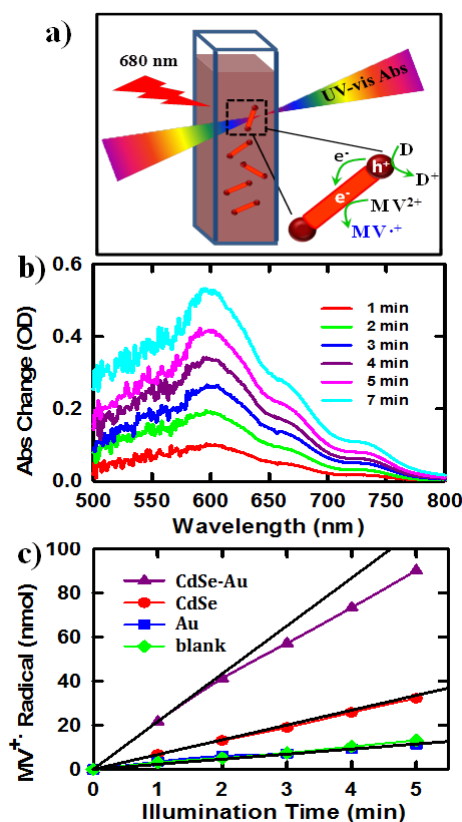 a)
680 nm
UV-vis Abs
D
e-
h+
D+
e-
MV2+
MV·+
b)
0.6
0.4
0.2
0.0
Abs Change (OD)
1 min
2 min
3 min
4 min
5 min
7 min
500 550 600 650 700 750 800
Wavelength (nm)
c)
100
80
60
40
20
0
MV+· Radical (nmol)
CdSe-Au
CdSe
Au
blank
0 1 2 3 4 5
Illumination Time (min)